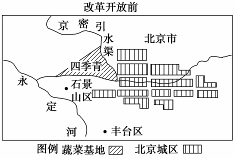 改革开放前
京密引
水渠
北京市
四季青
石景
山区
永定河
丰台区
图例 蔬菜基地 北京城区